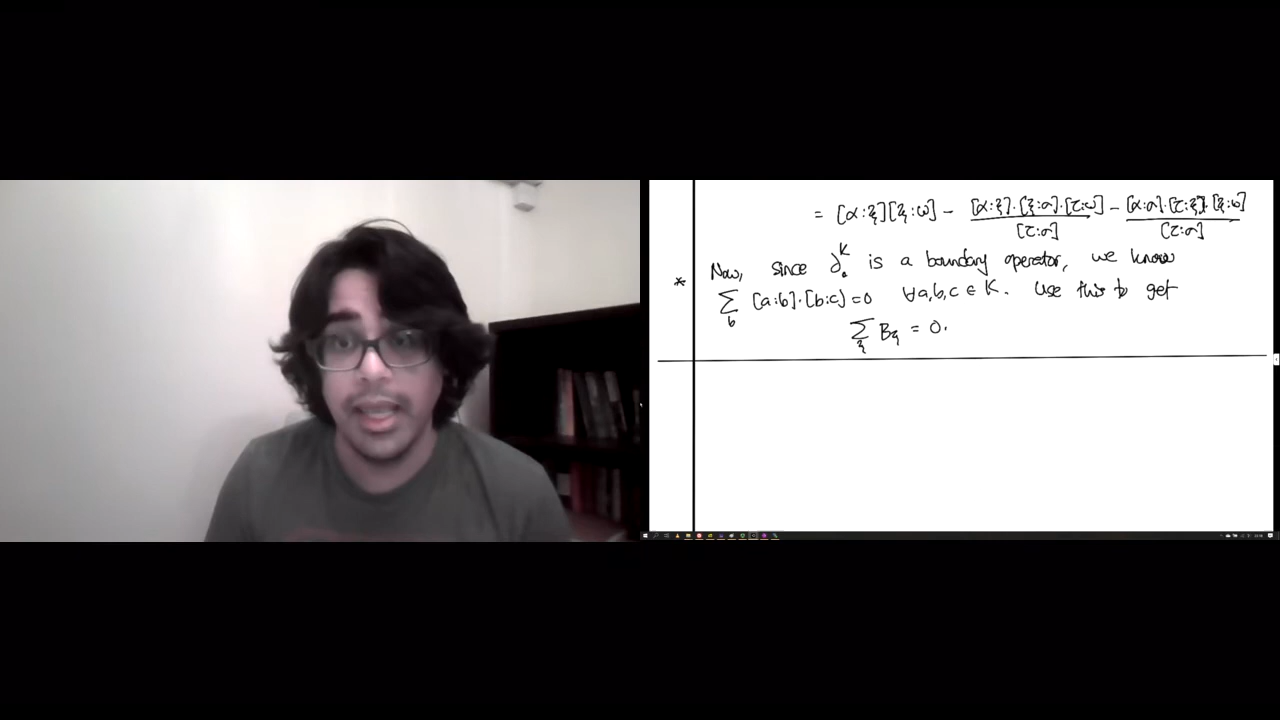 = [α:ξ][ξ:ω] - [α:ξ]·[ξ:σ]·[τ:ω] / [τ:σ] - [α:σ]·[τ:ξ]·[ξ:ω] / [τ:σ]
* Now, since ∂•ᴷ is a boundary operator, we know
∑_b [a:b]·[b:c]=0 ∀a,b,c ∈ K. Use this to get
∑_ξ B_ξ = 0.